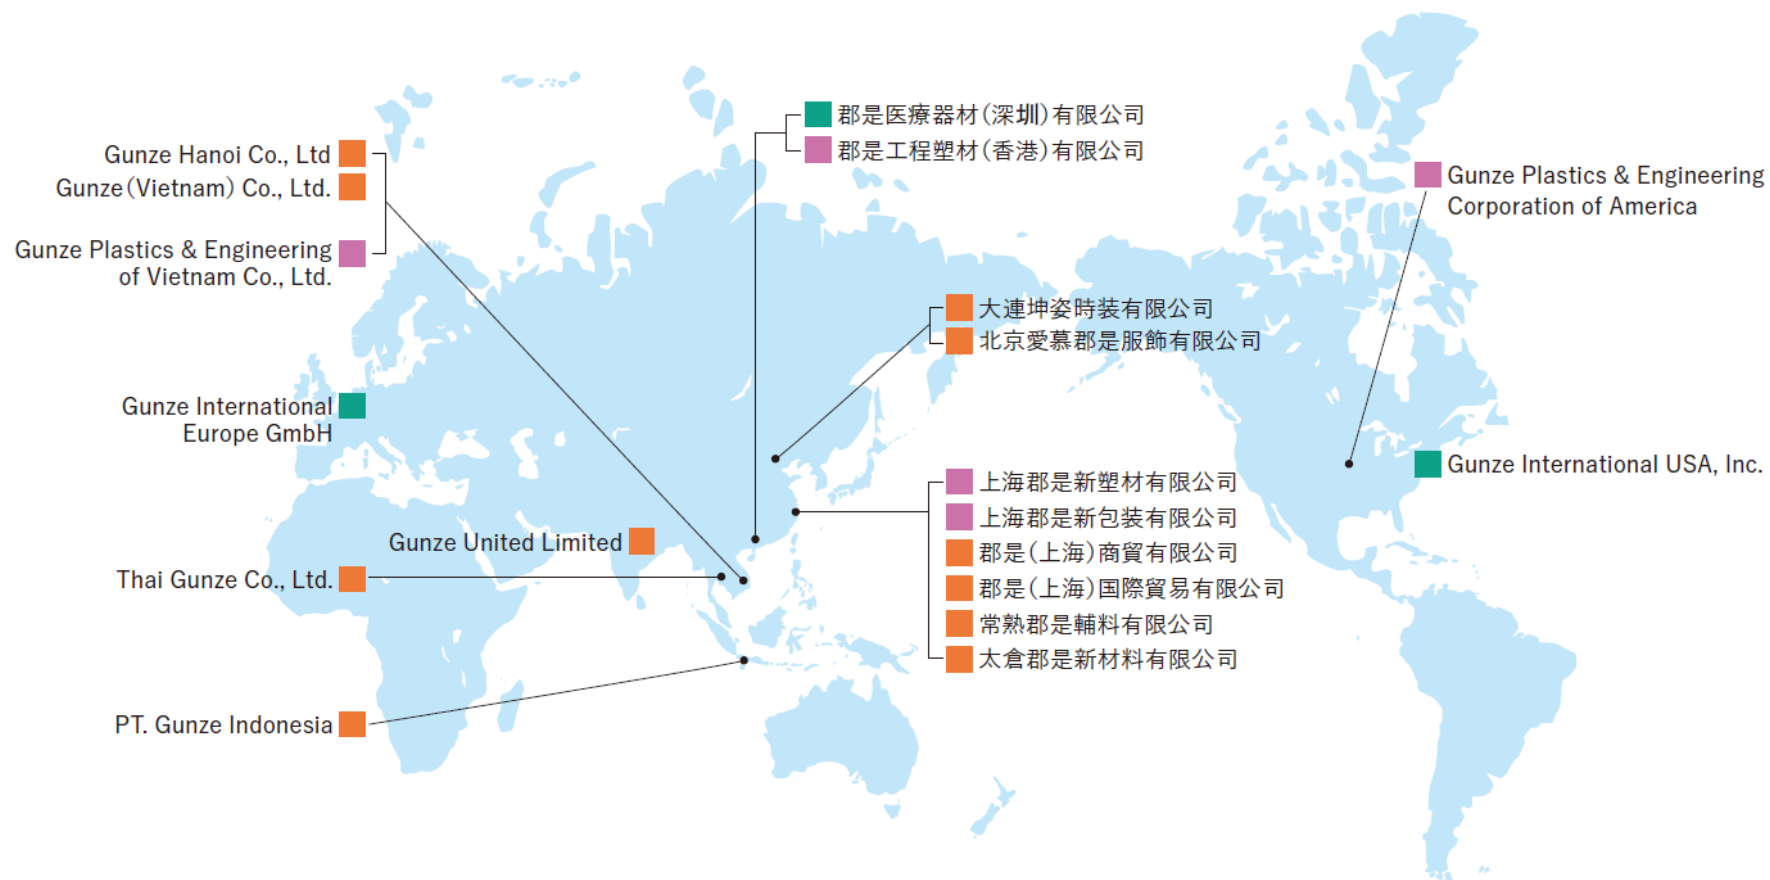 Gunze Hanoi Co., Ltd
Gunze（Vietnam）Co., Ltd.
Gunze Plastics & Engineering
of Vietnam Co., Ltd.
Gunze International
Europe GmbH
Gunze United Limited
Thai Gunze Co., Ltd.
PT. Gunze Indonesia
郡是医療器材（深圳）有限公司
郡是工程塑材（香港）有限公司
大連坤姿時装有限公司
北京愛慕郡是服飾有限公司
上海郡是新塑材有限公司
上海郡是新包装有限公司
郡是（上海）商貿有限公司
郡是（上海）国際貿易有限公司
常熟郡是輔料有限公司
太倉郡是新材料有限公司
Gunze Plastics & Engineering
Corporation of America
Gunze International USA, Inc.